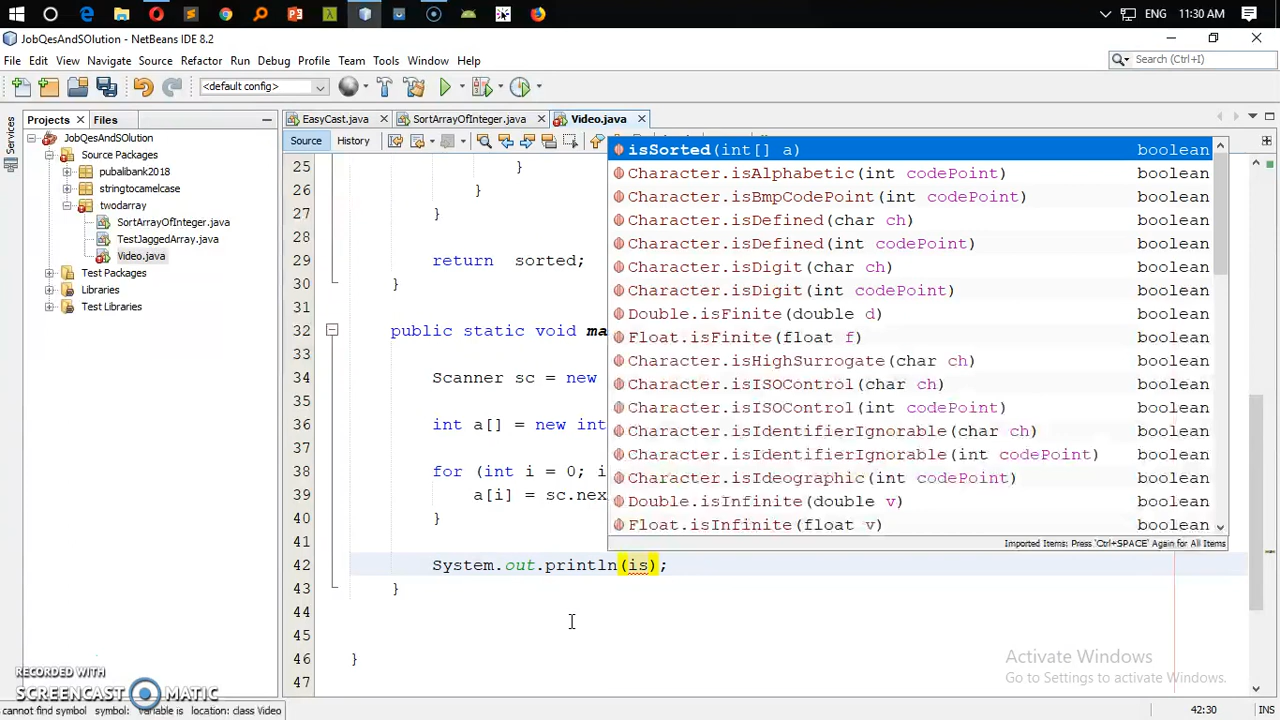 ENG 11:30 AM
JobQesAndSOlution - NetBeans IDE 8.2
File Edit View Navigate Source Refactor Run Debug Profile Team Tools Window Help
Search (Ctrl+I)
<default config>
Projects Files
EasyCast.java SortArrayOfInteger.java Video.java
Services
JobQesAndSOlution
Source Packages
pubalibank2018
stringtocamelcase
twodarray
SortArrayOfInteger.java
TestJaggedArray.java
Video.java
Test Packages
Libraries
Test Libraries
Source History
25 }
26 }
27 }
28
29 return sorted;
30 }
31
32 public static void ma
33
34 Scanner sc = new
35
36 int a[] = new int
37
38 for (int i = 0; i
39 a[i] = sc.nex
40 }
41
42 System.out.println(is);
43 }
44
45
46 }
47
isSorted(int[] a) boolean
Character.isAlphabetic(int codePoint) boolean
Character.isBmpCodePoint(int codePoint) boolean
Character.isDefined(char ch) boolean
Character.isDefined(int codePoint) boolean
Character.isDigit(char ch) boolean
Character.isDigit(int codePoint) boolean
Double.isFinite(double d) boolean
Float.isFinite(float f) boolean
Character.isHighSurrogate(char ch) boolean
Character.isISOControl(char ch) boolean
Character.isISOControl(int codePoint) boolean
Character.isIdentifierIgnorable(char ch) boolean
Character.isIdentifierIgnorable(int codePoint) boolean
Character.isIdeographic(int codePoint) boolean
Double.isInfinite(double v) boolean
Float.isInfinite(float v) boolean
Imported Items: Press 'Ctrl+SPACE' Again for All Items
Activate Windows
Go to Settings to activate Windows.
RECORDED WITH
SCREENCAST MATIC
cannot find symbol symbol: variable is location: class Video
42:30 INS